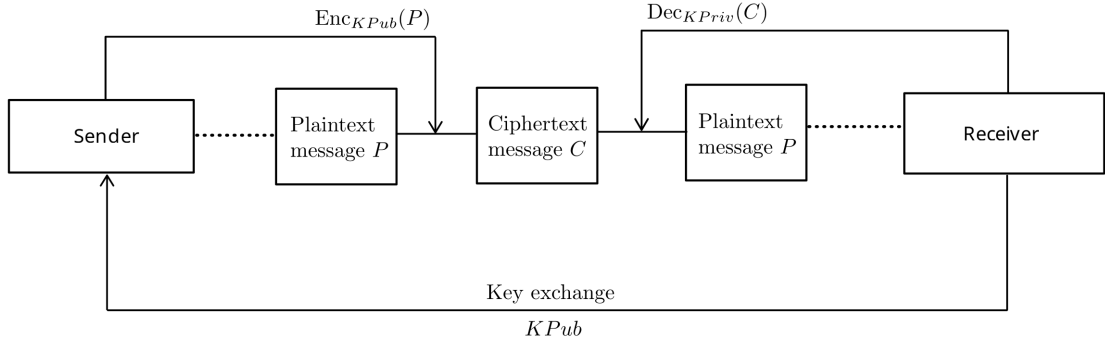 Enc_{KPub}(P)
Dec_{KPriv}(C)
Sender
Plaintext
message P
Ciphertext
message C
Plaintext
message P
Receiver
Key exchange
KPub